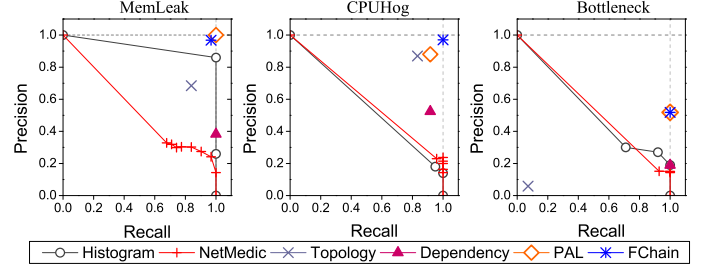 MemLeak CPUHog Bottleneck
1.0 1.0 1.0
0.8 0.8 0.8
0.6 0.6 0.6
0.4 0.4 0.4
0.2 0.2 0.2
0.0 0.0 0.0
Precision Precision Precision
0.0 0.2 0.4 0.6 0.8 1.0 0.0 0.2 0.4 0.6 0.8 1.0 0.0 0.2 0.4 0.6 0.8 1.0
Recall Recall Recall
Histogram NetMedic Topology Dependency PAL FChain